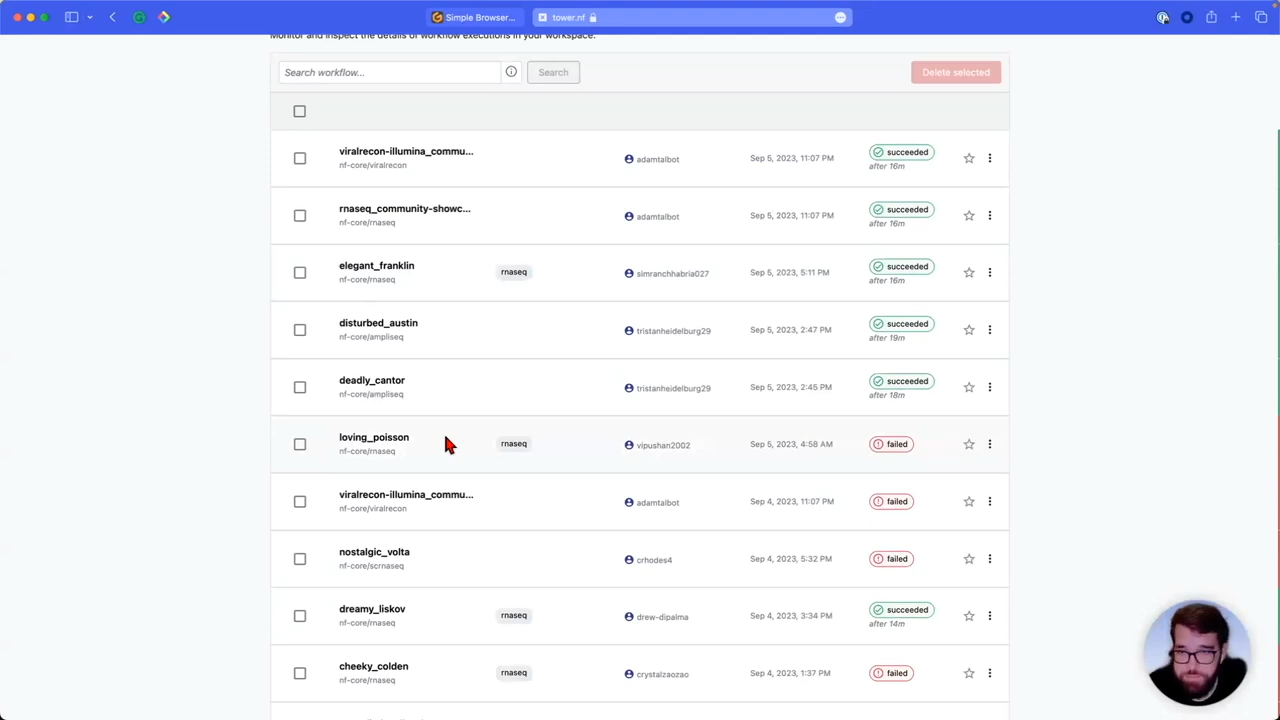 Simple Browser...
tower.nf
Monitor and inspect the details of workflow executions in your workspace.
Search workflow...
Search
Delete selected
viralrecon-illumina_commu...
nf-core/viralrecon
adamtalbot
Sep 5, 2023, 11:07 PM
succeeded
after 16m
rnaseq_community-showc...
nf-core/rnaseq
adamtalbot
Sep 5, 2023, 11:07 PM
succeeded
after 16m
elegant_franklin
nf-core/rnaseq
rnaseq
simranchhabria027
Sep 5, 2023, 5:11 PM
succeeded
after 16m
disturbed_austin
nf-core/ampliseq
tristanheidelburg29
Sep 5, 2023, 2:47 PM
succeeded
after 19m
deadly_cantor
nf-core/ampliseq
tristanheidelburg29
Sep 5, 2023, 2:45 PM
succeeded
after 18m
loving_poisson
nf-core/rnaseq
rnaseq
vipushan2002
Sep 5, 2023, 4:58 AM
failed
viralrecon-illumina_commu...
nf-core/viralrecon
adamtalbot
Sep 4, 2023, 11:07 PM
failed
nostalgic_volta
nf-core/scrnaseq
crhodes4
Sep 4, 2023, 5:32 PM
failed
dreamy_liskov
nf-core/rnaseq
rnaseq
drew-dipalma
Sep 4, 2023, 3:34 PM
succeeded
after 14m
cheeky_colden
nf-core/rnaseq
rnaseq
crystalzaozao
Sep 4, 2023, 1:37 PM
failed